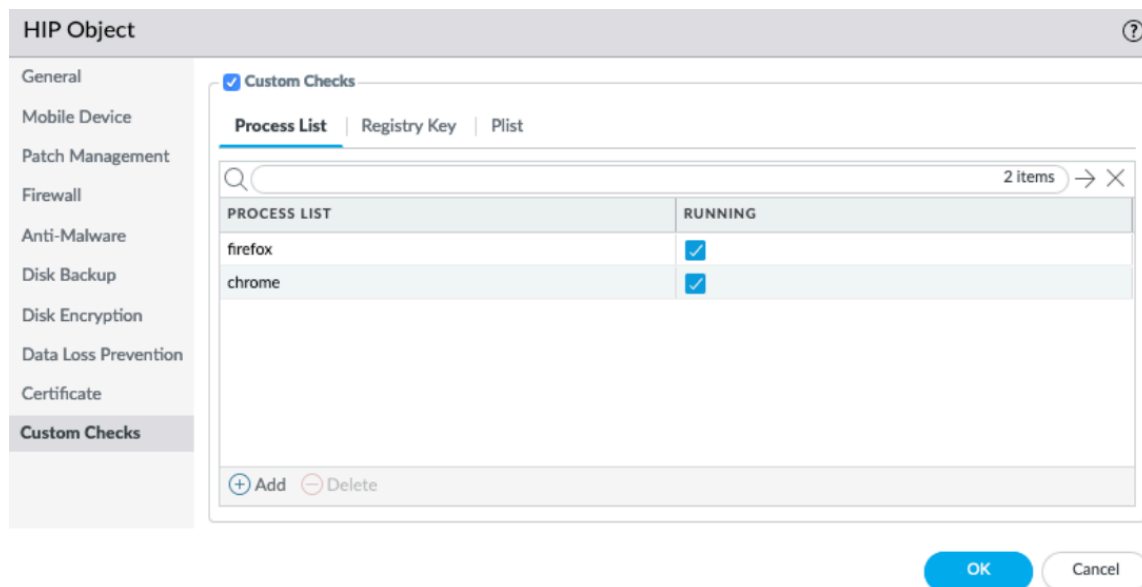 HIP Object
?
General
Mobile Device
Patch Management
Firewall
Anti-Malware
Disk Backup
Disk Encryption
Data Loss Prevention
Certificate
Custom Checks
Custom Checks
Process List | Registry Key | Plist
2 items
PROCESS LIST RUNNING
firefox
chrome
Add Delete
OK Cancel